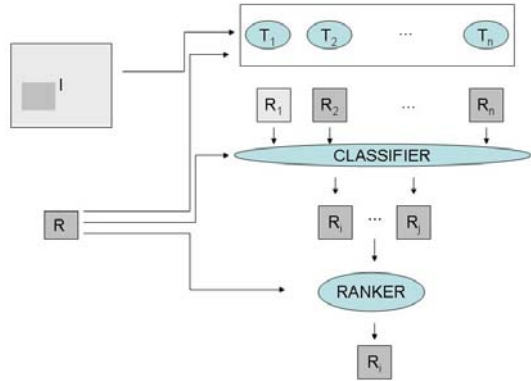 T1 T2 ... Tn
I
R1 R2 ... Rn
CLASSIFIER
R
Ri ... Rj
RANKER
Ri